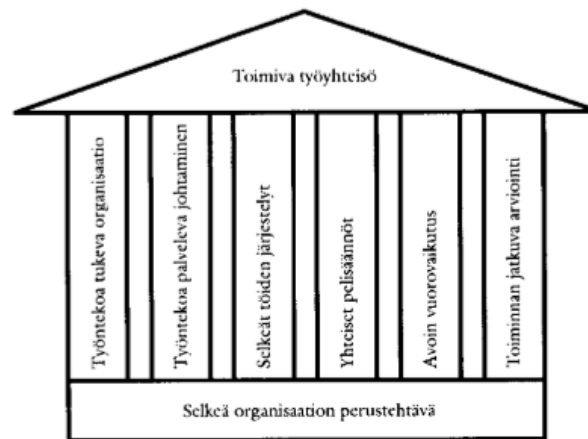 Toimiva työyhteisö
Työntekoa tukeva organisaatio
Työntekoa palveleva johtaminen
Selkeät töiden järjestelyt
Yhteiset pelisäännöt
Avoin vuorovaikutus
Toiminnan jatkuva arviointi
Selkeä organisaation perustehtävä